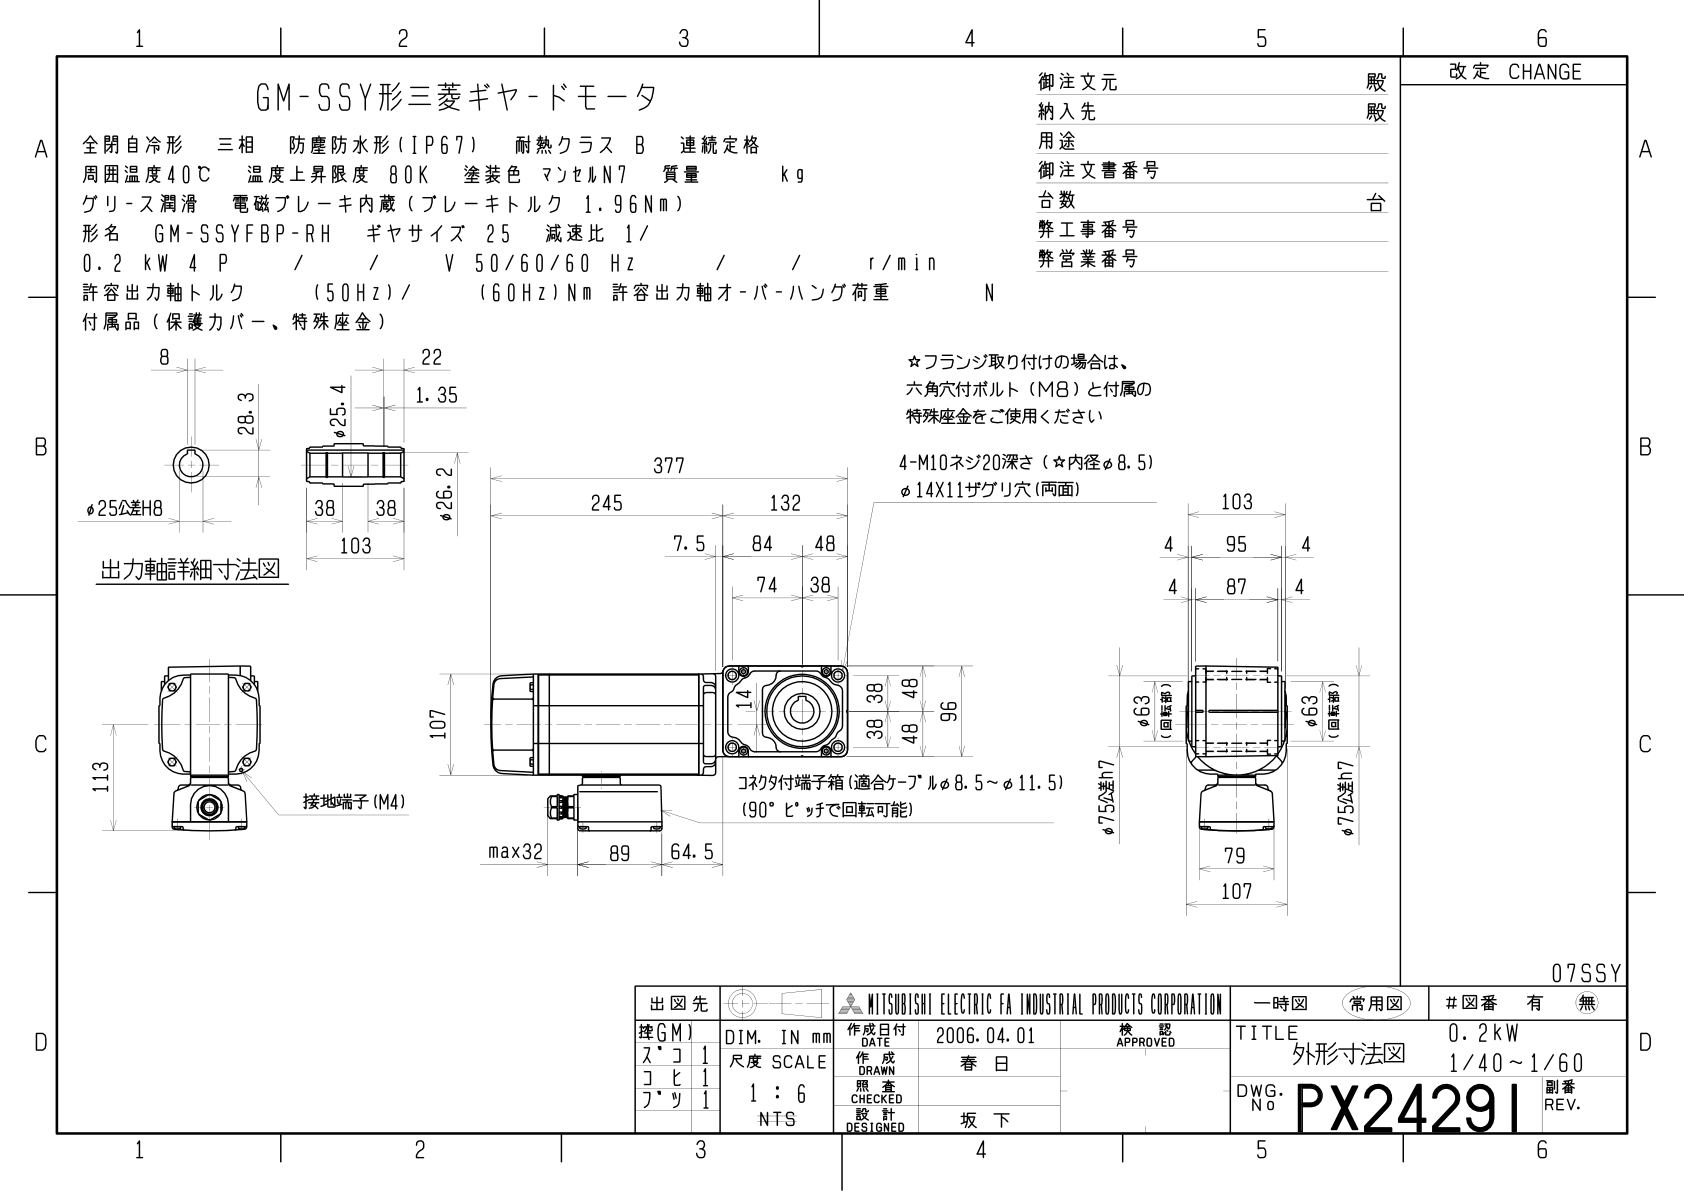 1 2 3 4 5 6
改定 CHANGE
GM-SSY形三菱ギヤ-ドモータ
全閉自冷形 三相 防塵防水形(IP67) 耐熱クラス B 連続定格
周囲温度40℃ 温度上昇限度 80K 塗装色 マンセルN7 質量 kg
グリ-ス潤滑 電磁ブレーキ内蔵(ブレーキトルク 1.96Nm)
形名 GM-SSYFBP-RH ギヤサイズ 25 減速比 1/
0.2 kW 4 P / / V 50/60/60 Hz / / r/min
許容出力軸トルク (50Hz)/ (60Hz)Nm 許容出力軸オ-バ-ハング荷重 N
付属品(保護カバー、特殊座金)
御注文元 殿
納入先 殿
用途
御注文書番号
台数 台
弊工事番号
弊営業番号
A A
B B
C C
D D
8
28.3
φ25公差H8
φ25.4
22
1.35
φ26.2
38 38
103
出力軸詳細寸法図
☆フランジ取り付けの場合は、
六角穴付ボルト(M8)と付属の
特殊座金をご使用ください
4-M10ネジ20深さ(☆内径φ8.5)
φ14X11ザグリ穴(両面)
377
245 132
7.5 84 48
74 38
107
14
38 48
38 48
96
コネクタ付端子箱(適合ケーブルφ8.5~φ11.5)
(90°ピッチで回転可能)
max32 89 64.5
113
接地端子(M4)
103
4 95 4
4 87 4
φ63
(回転部)
φ63
(回転部)
φ75公差h7
φ75公差h7
79
107
07SSY
出図先
MITSUBISHI ELECTRIC FA INDUSTRIAL PRODUCTS CORPORATION
一時図 常用図
#図番 有 無
GM)
スコ 1
コヒ 1
ブツ 1
DIM. IN mm
尺度 SCALE
1 : 6
NTS
作成日付
DATE
2006.04.01
検 認
APPROVED
作 成
DRAWN
春 日
照 査
CHECKED
設 計
DESIGNED
坂 下
TITLE
外形寸法図
0.2kW
1/40~1/60
DWG.
No
PX24291
副番
REV.
1 2 3 4 5 6